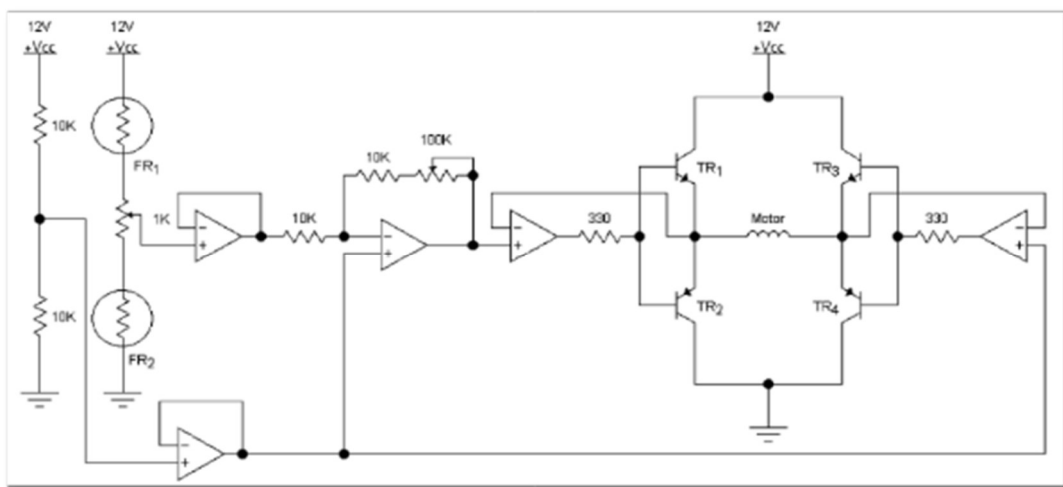 12V
+Vcc
12V
+Vcc
12V
+Vcc
10K
FR1
10K
100K
TR1
TR3
1K
10K
330
Motor
330
10K
FR2
TR2
TR4